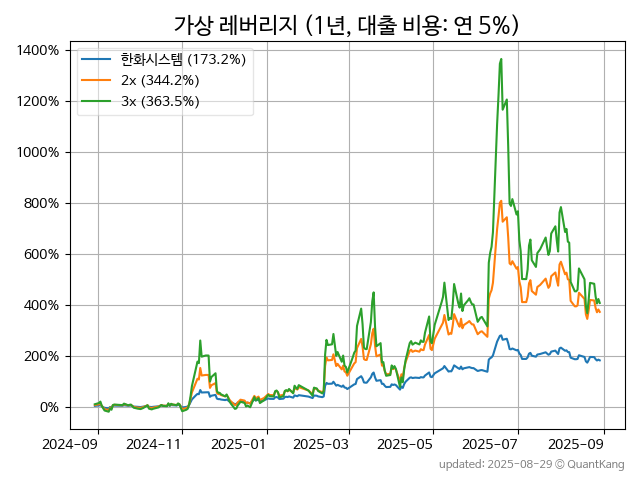 가상 레버리지 (1년, 대출 비용: 연 5%)
1400%
1200%
1000%
800%
600%
400%
200%
0%
한화시스템 (173.2%)
2x (344.2%)
3x (363.5%)
2024-09 2024-11 2025-01 2025-03 2025-05 2025-07 2025-09
updated: 2025-08-29 © QuantKang